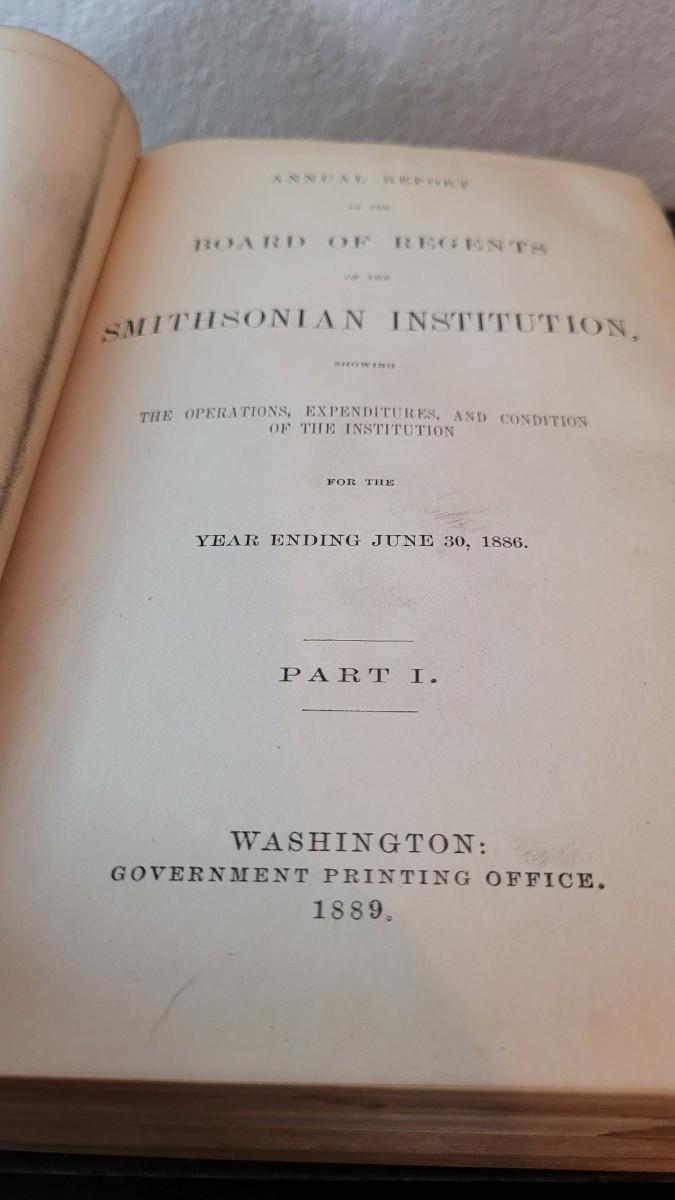 ANNUAL REPORT
OF THE
BOARD OF REGENTS
OF THE
SMITHSONIAN INSTITUTION,
SHOWING
THE OPERATIONS, EXPENDITURES, AND CONDITION
OF THE INSTITUTION
FOR THE
YEAR ENDING JUNE 30, 1886.
PART I.
WASHINGTON:
GOVERNMENT PRINTING OFFICE.
1889.